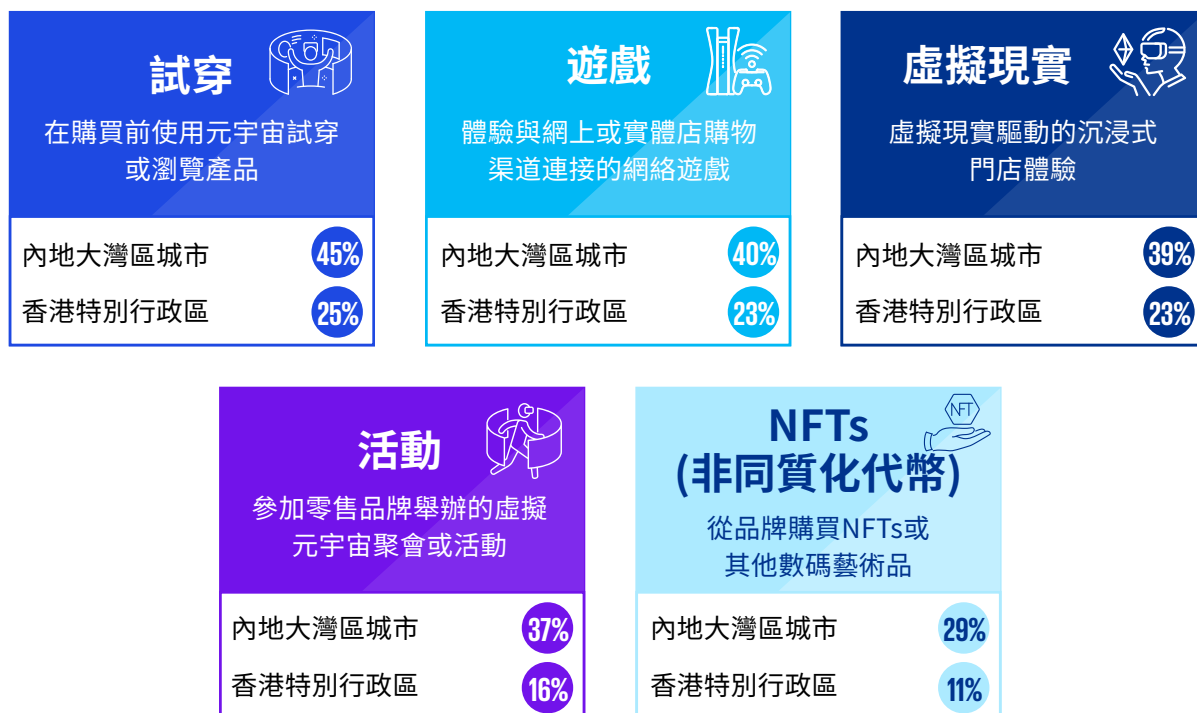 試穿
在購買前使用元宇宙試穿
或瀏覽產品
內地大灣區城市 45%
香港特別行政區 25%
遊戲
體驗與網上或實體店購物
渠道連接的網絡遊戲
內地大灣區城市 40%
香港特別行政區 23%
虛擬現實
虛擬現實驅動的沉浸式
門店體驗
內地大灣區城市 39%
香港特別行政區 23%
活動
參加零售品牌舉辦的虛擬
元宇宙聚會或活動
內地大灣區城市 37%
香港特別行政區 16%
NFT
NFTs
(非同質化代幣)
從品牌購買NFTs或
其他數碼藝術品
內地大灣區城市 29%
香港特別行政區 11%